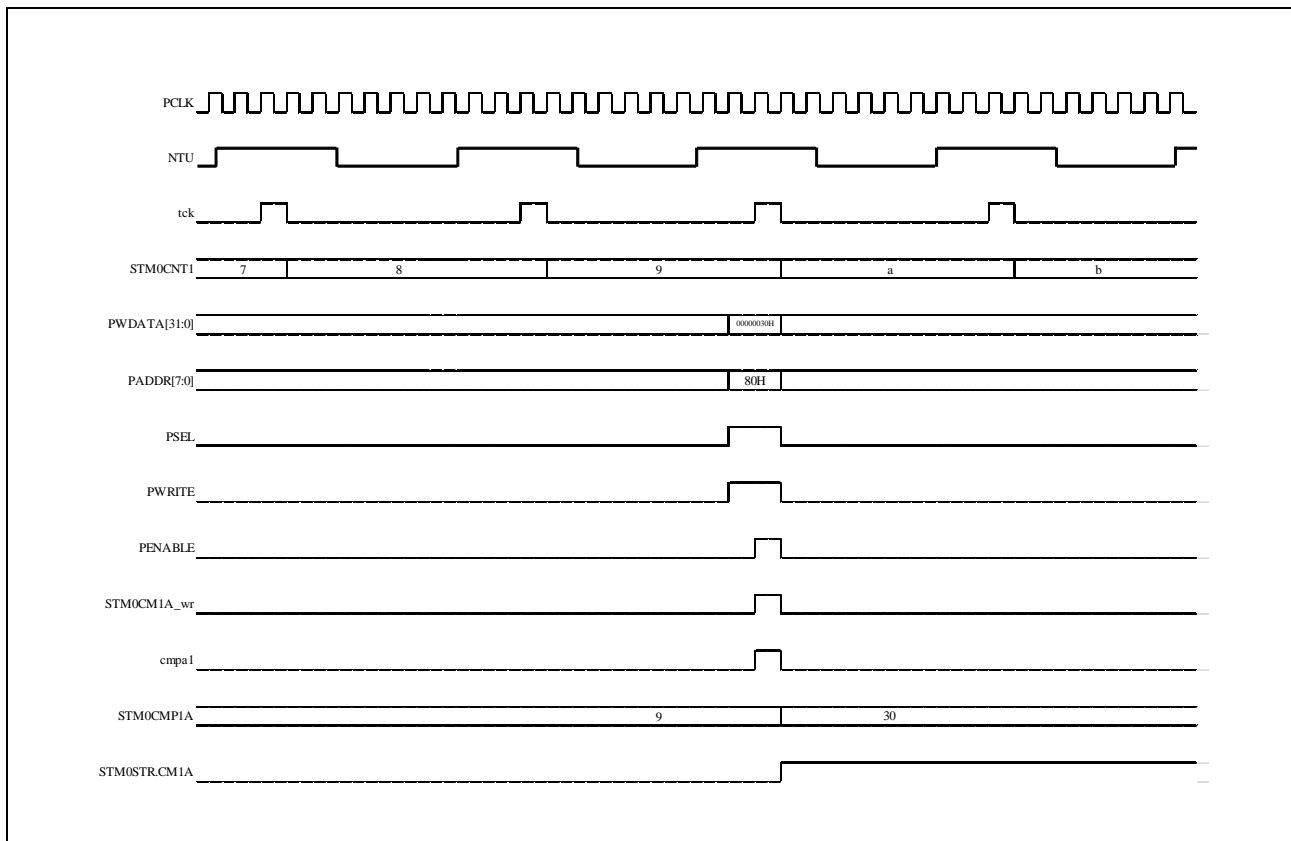 PCLK
NTU
tck
STM0CNT1 7 8 9 a b
PWDATA[31:0] 00000030H
PADDR[7:0] 80H
PSEL
PWRITE
PENABLE
STM0CM1A_wr
cmpa1
STM0CMP1A 9 30
STM0STR.CM1A